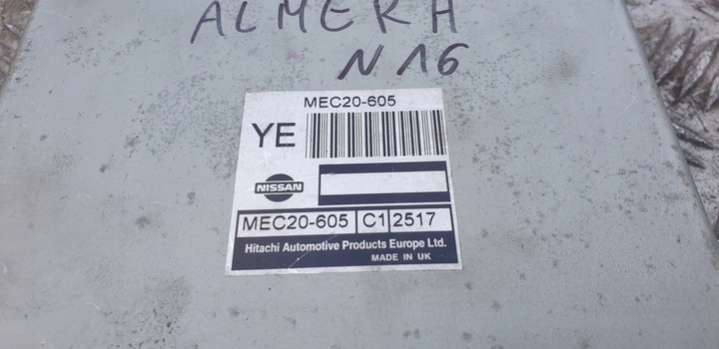 ALMERA
N16
MEC20-605
YE
NISSAN
MEC20-605 C1 2517
Hitachi Automotive Products Europe Ltd.
MADE IN UK